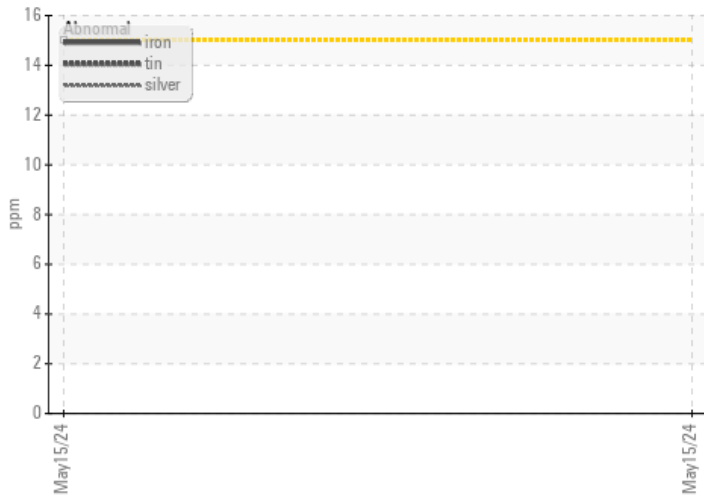 16
Abnormal
iron
14
tin
silver
12
10
ppm
8
6
4
2
0
May15/24
May15/24